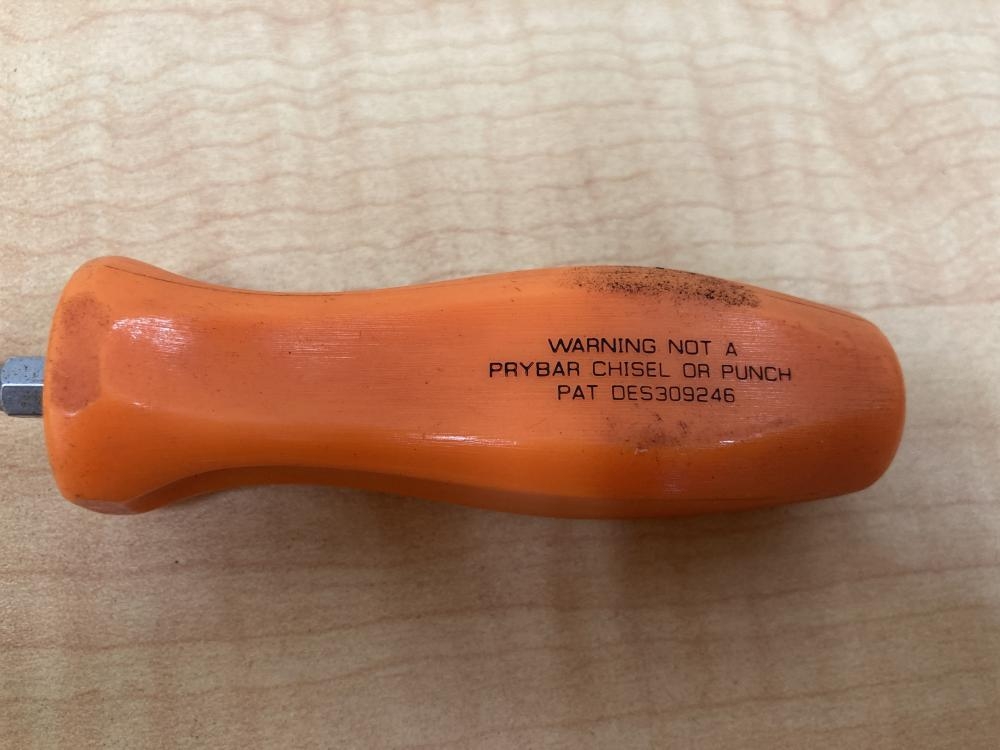 WARNING NOT A
PRYBAR CHISEL OR PUNCH
PAT DES309246